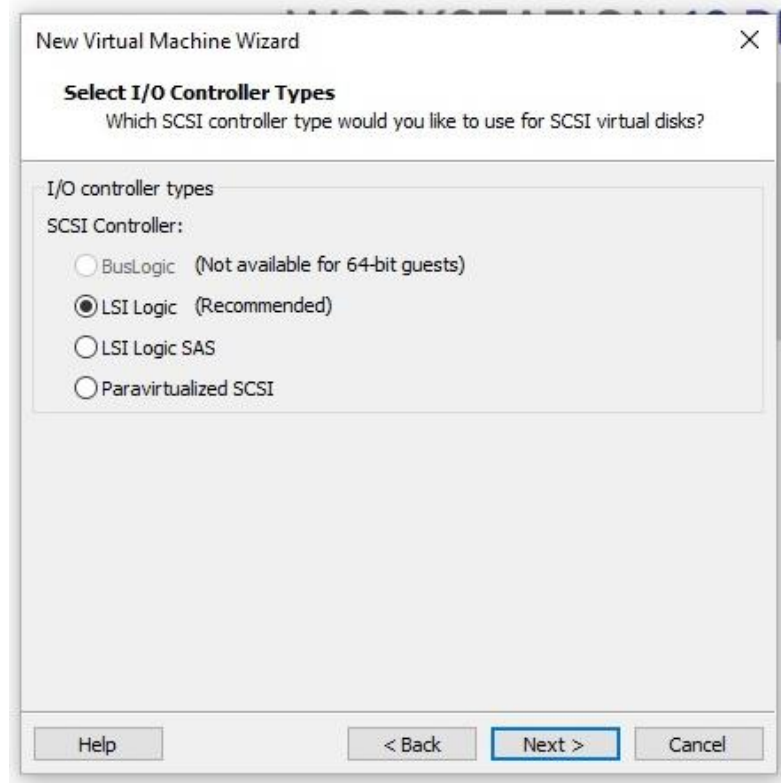 New Virtual Machine Wizard
Select I/O Controller Types
Which SCSI controller type would you like to use for SCSI virtual disks?
I/O controller types
SCSI Controller:
BusLogic (Not available for 64-bit guests)
LSI Logic (Recommended)
LSI Logic SAS
Paravirtualized SCSI
Help < Back Next > Cancel